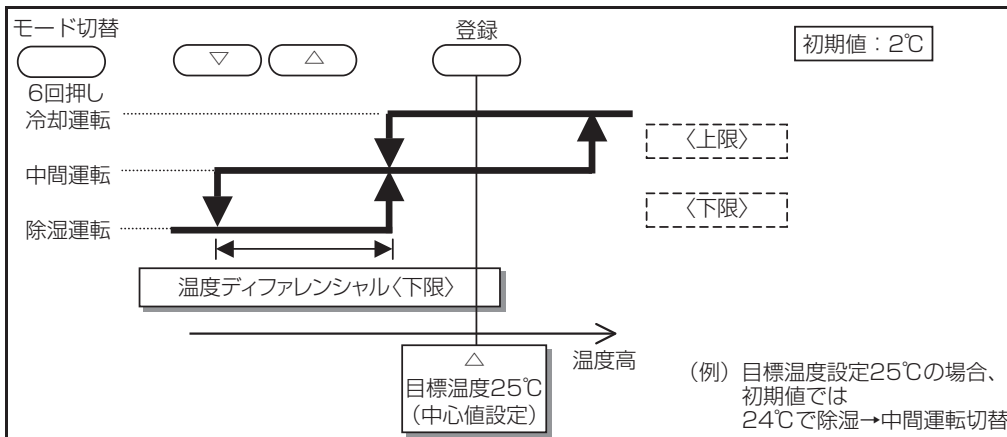 モード切替
▽
△
登録
初期値：2℃
6回押し
冷却運転
中間運転
除湿運転
〈上限〉
〈下限〉
温度ディファレンシャル〈下限〉
温度高
△
目標温度25℃
（中心値設定）
（例）目標温度設定25℃の場合、
初期値では
24℃で除湿→中間運転切替